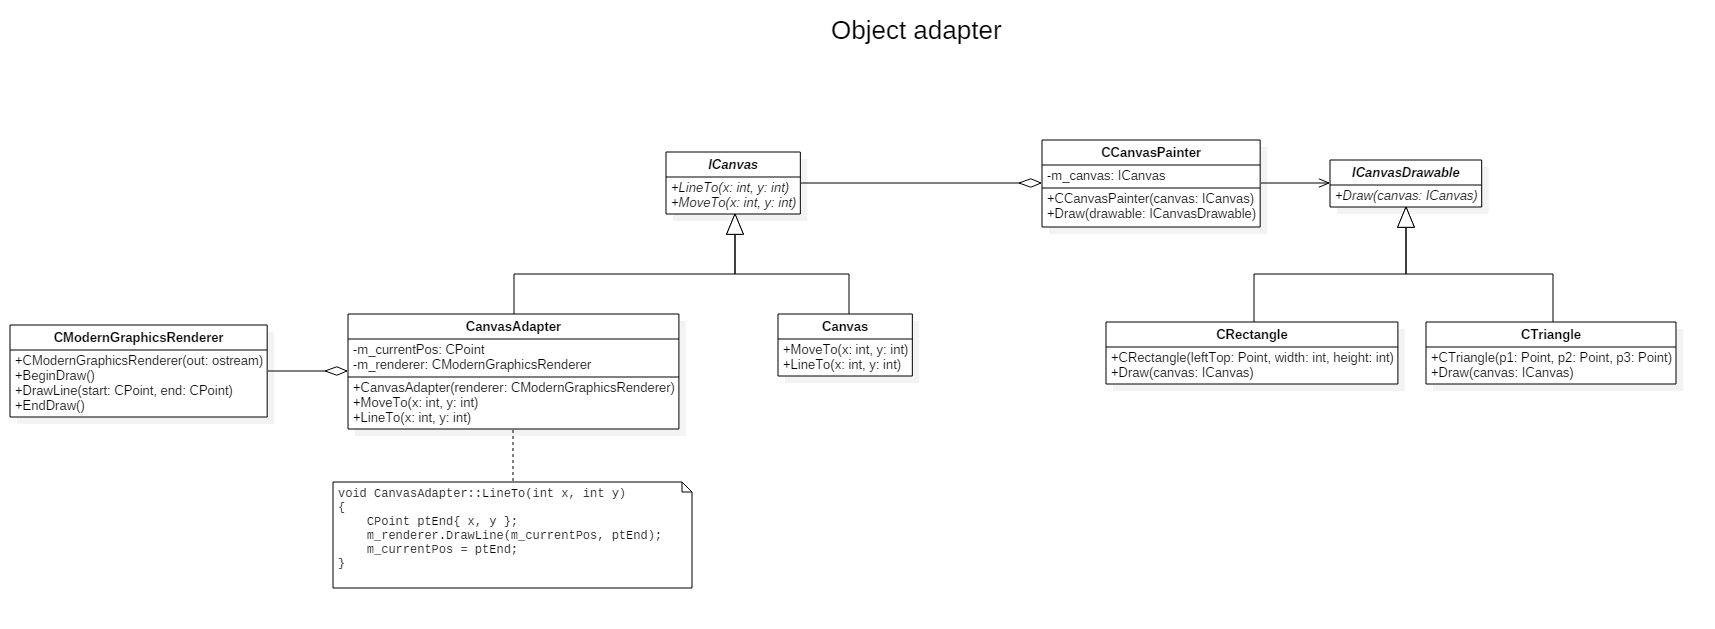 Object adapter
ICanvas
+LineTo(x: int, y: int)
+MoveTo(x: int, y: int)
CCanvasPainter
-m_canvas: ICanvas
+CCanvasPainter(canvas: ICanvas)
+Draw(drawable: ICanvasDrawable)
ICanvasDrawable
+Draw(canvas: ICanvas)
CModernGraphicsRenderer
+CModernGraphicsRenderer(out: ostream)
+BeginDraw()
+DrawLine(start: CPoint, end: CPoint)
+EndDraw()
CanvasAdapter
-m_currentPos: CPoint
-m_renderer: CModernGraphicsRenderer
+CanvasAdapter(renderer: CModernGraphicsRenderer)
+MoveTo(x: int, y: int)
+LineTo(x: int, y: int)
Canvas
+MoveTo(x: int, y: int)
+LineTo(x: int, y: int)
CRectangle
+CRectangle(leftTop: Point, width: int, height: int)
+Draw(canvas: ICanvas)
CTriangle
+CTriangle(p1: Point, p2: Point, p3: Point)
+Draw(canvas: ICanvas)
void CanvasAdapter::LineTo(int x, int y)
{
    CPoint ptEnd{ x, y };
    m_renderer.DrawLine(m_currentPos, ptEnd);
    m_currentPos = ptEnd;
}